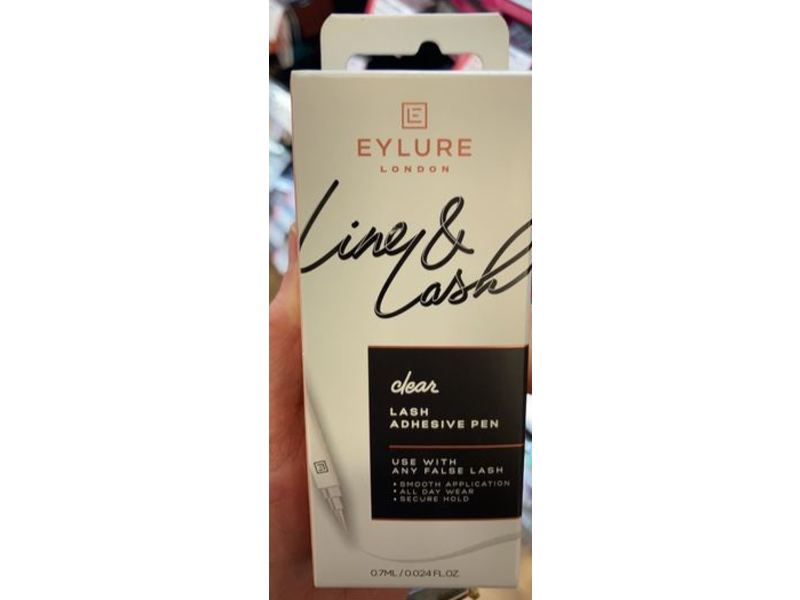 E
EYLURE
LONDON
Line &
Lash
clear
LASH
ADHESIVE PEN
USE WITH
ANY FALSE LASH
• SMOOTH APPLICATION
• ALL DAY WEAR
• SECURE HOLD
0.7ML / 0.024 FL.OZ.